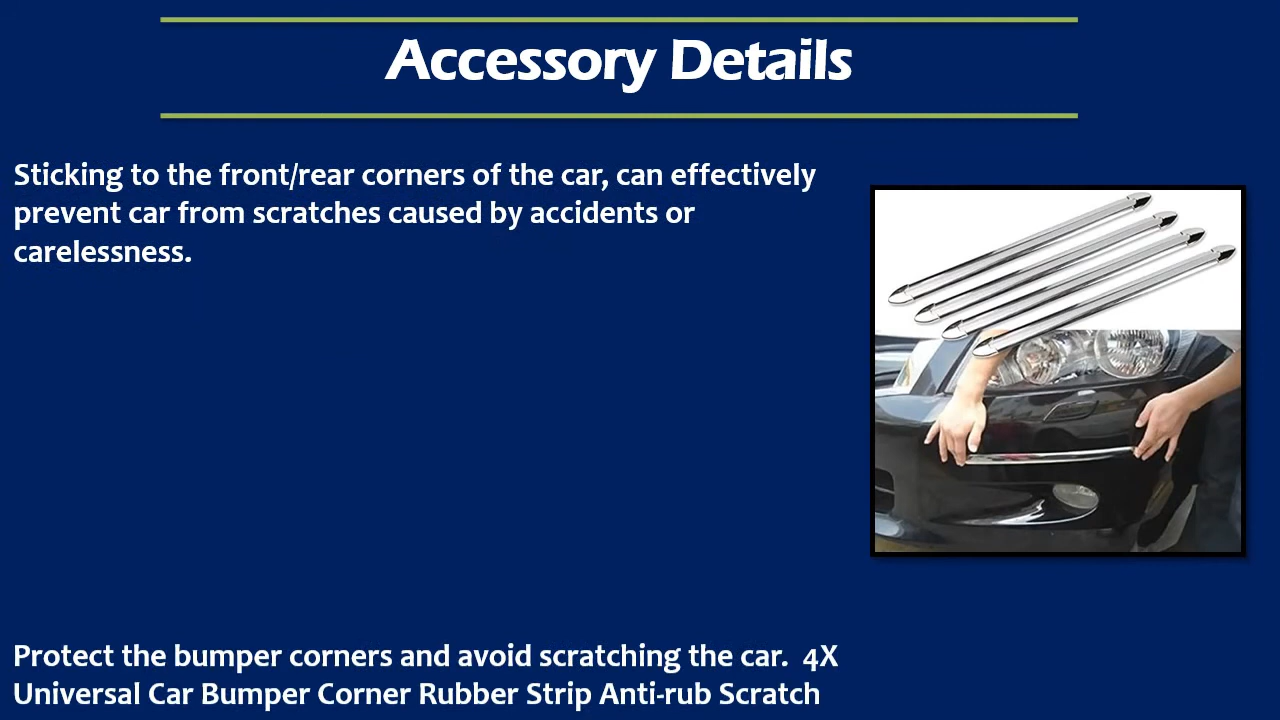 Accessory Details
Sticking to the front/rear corners of the car, can effectively
prevent car from scratches caused by accidents or
carelessness.
Protect the bumper corners and avoid scratching the car.  4X
Universal Car Bumper Corner Rubber Strip Anti-rub Scratch